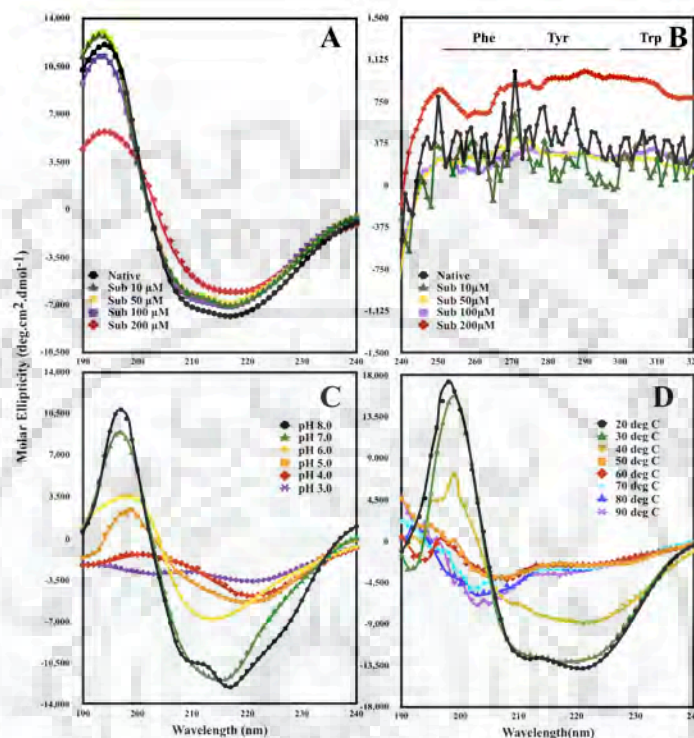 Molar Ellipticity (deg.cm2.dmol-1)
14,000
10,500
7,000
3,500
0
-3,500
-7,000
-10,500
A
Native
Sub 10 µM
Sub 50 µM
Sub 100 µM
Sub 200 µM
190 200 210 220 230 240
1,500
1,125
750
375
0
-375
-750
-1,125
-1,500
B
Phe Tyr Trp
Native
Sub 10µM
Sub 50µM
Sub 100µM
Sub 200µM
240 250 260 270 280 290 300 310
14,000
10,500
7,000
3,500
0
-3,500
-7,000
-10,500
-14,000
C
pH 8.0
pH 7.0
pH 6.0
pH 5.0
pH 4.0
pH 3.0
190 200 210 220 230 240
Wavelength (nm)
18,000
13,500
9,000
4,500
0
-4,500
-9,000
-13,500
-18,000
D
20 deg C
30 deg C
40 deg C
50 deg C
60 deg C
70 deg C
80 deg C
90 deg C
190 200 210 220 230
Wavelength(nm)